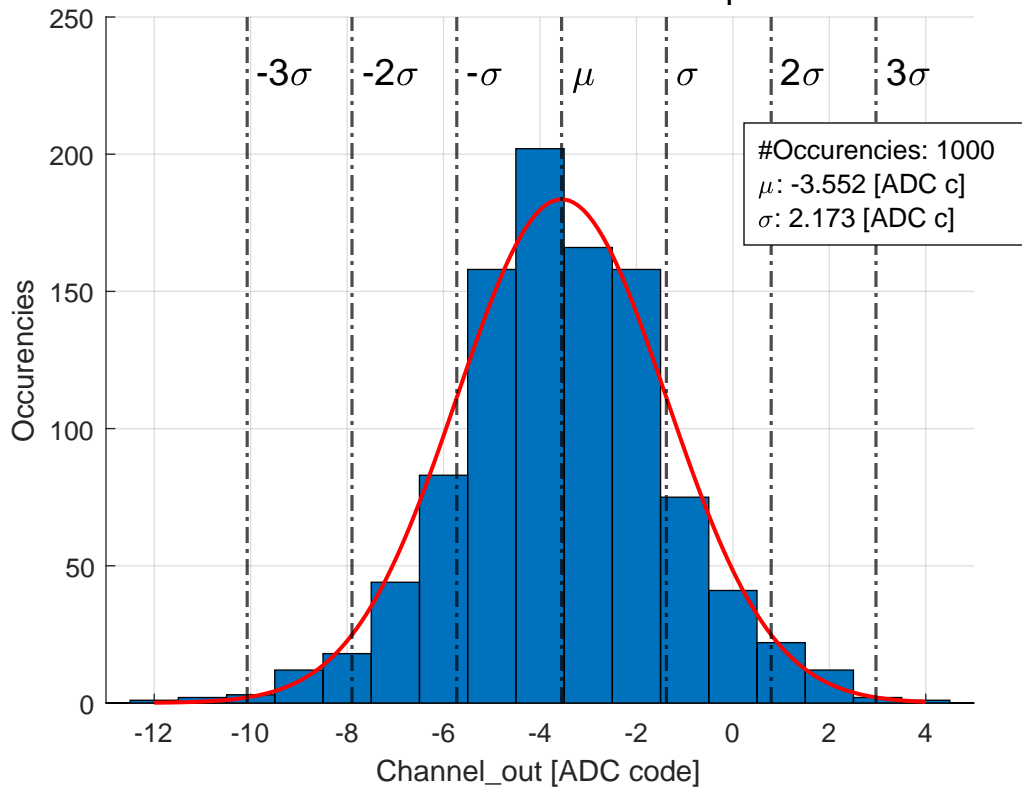 250
200
150
100
50
0
Occurencies
-3σ -2σ -σ μ σ 2σ 3σ
#Occurencies: 1000
μ: -3.552 [ADC c]
σ: 2.173 [ADC c]
-12 -10 -8 -6 -4 -2 0 2 4
Channel_out [ADC code]